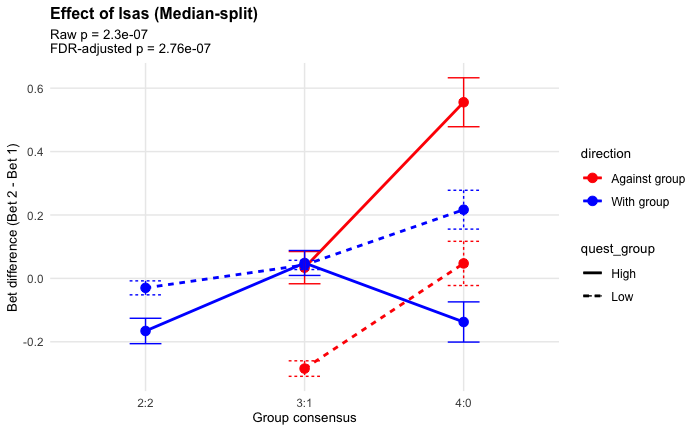 Effect of lsas (Median-split)
Raw p = 2.3e-07
FDR-adjusted p = 2.76e-07
Bet difference (Bet 2 - Bet 1)
0.6
0.4
0.2
0.0
-0.2
2:2
3:1
4:0
Group consensus
direction
Against group
With group
quest_group
High
Low